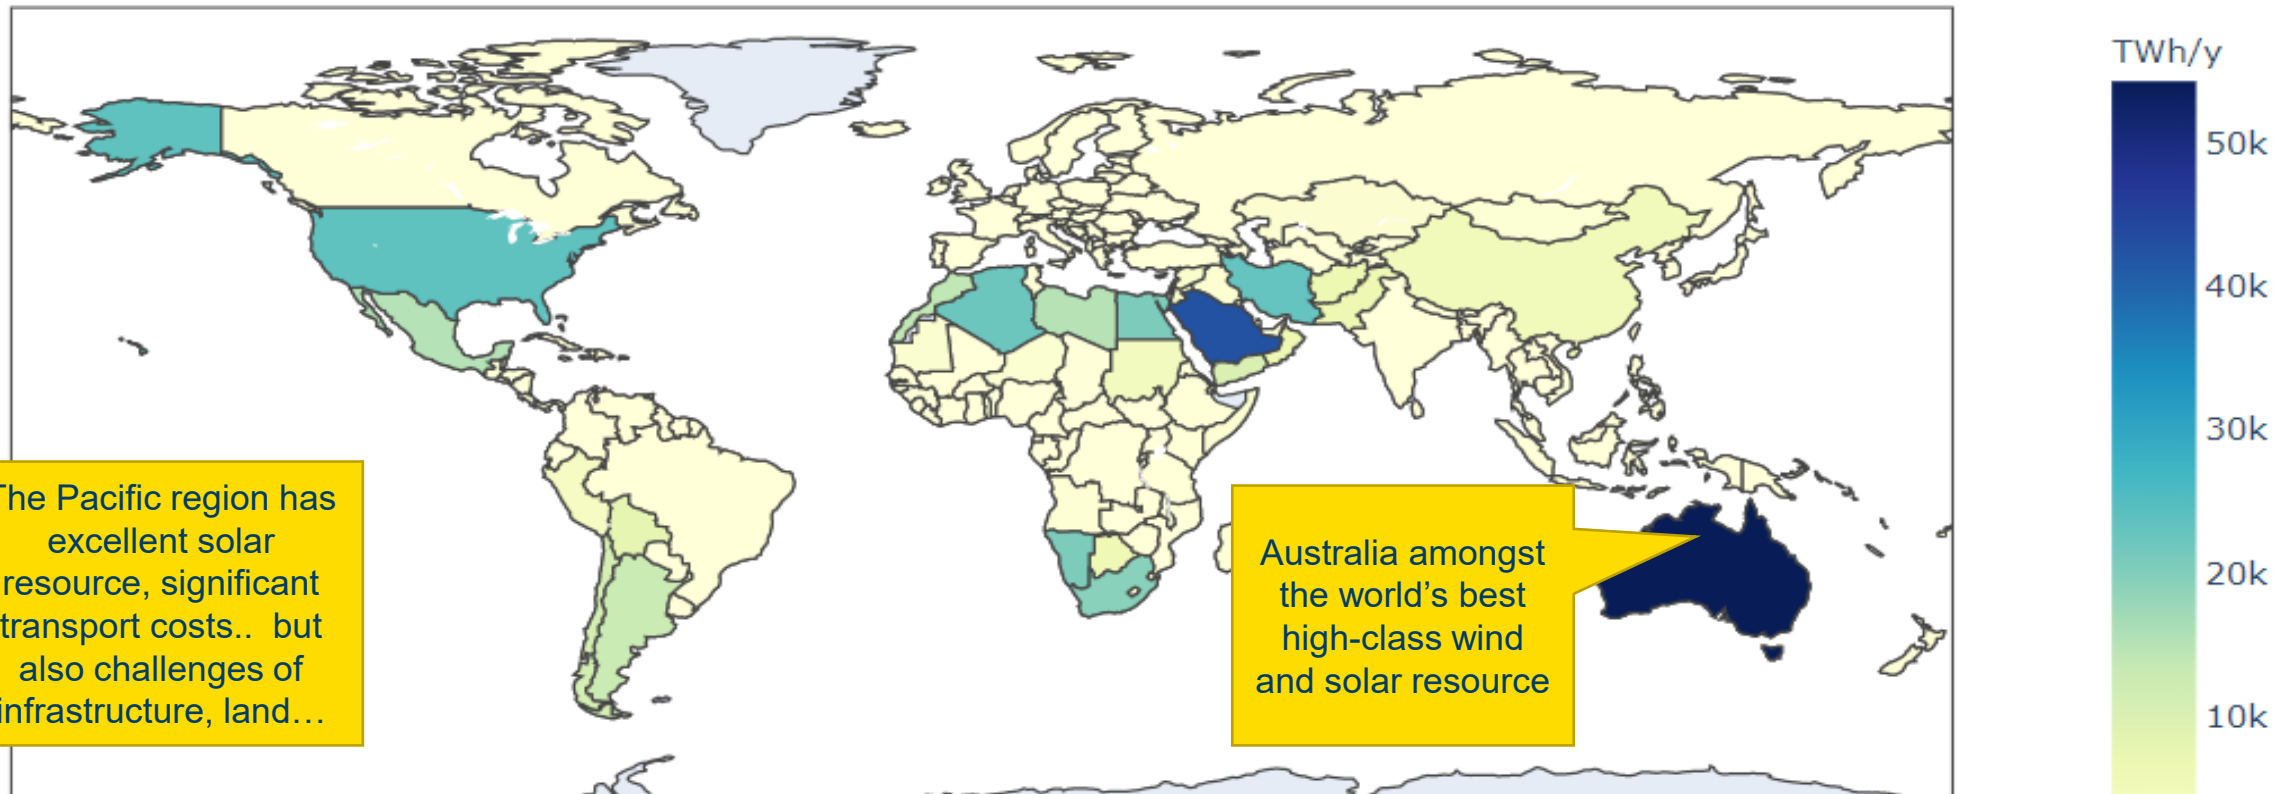 TWh/y
50k
40k
30k
20k
10k
The Pacific region has
excellent solar
resource, significant
transport costs.. but
also challenges of
infrastructure, land…
Australia amongst
the world’s best
high-class wind
and solar resource